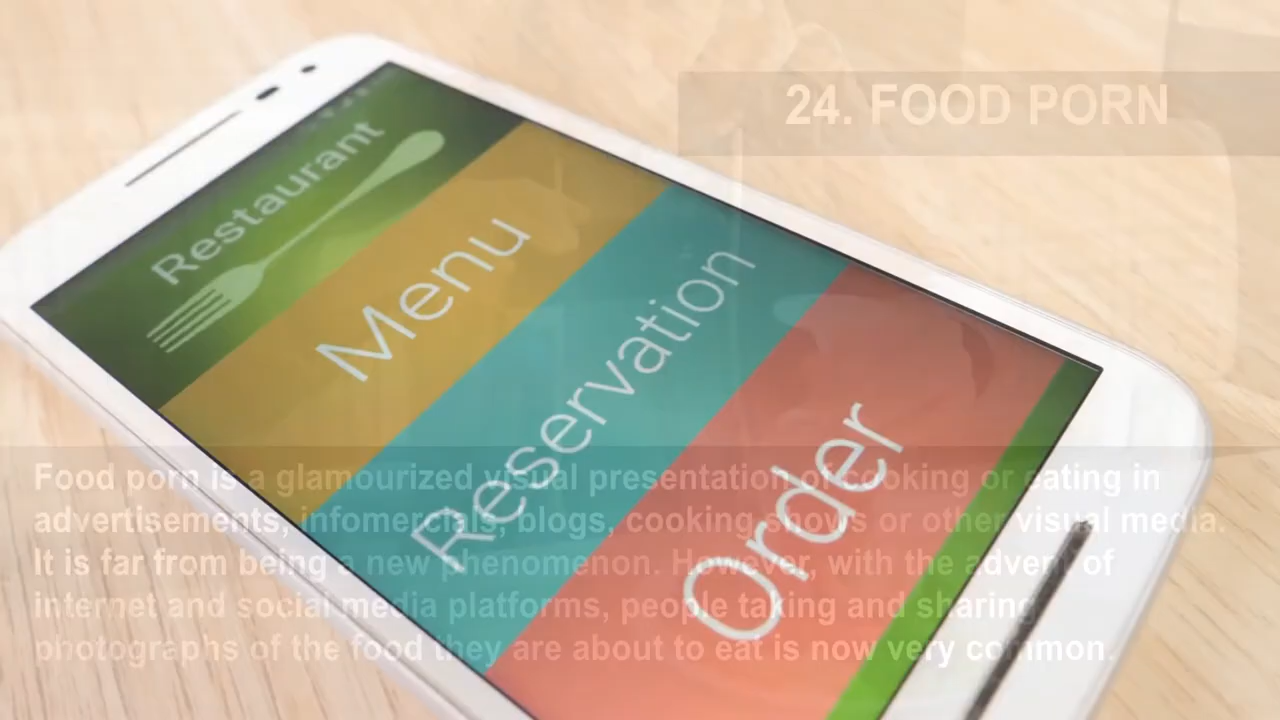 24. FOOD PORN
Restaurant
Menu
Reservation
Order
Food porn is a glamourized visual presentation of cooking or eating in
advertisements, infomercials, blogs, cooking shows or other visual media.
It is far from being a new phenomenon. However, with the advent of
internet and social media platforms, people taking and sharing
photographs of the food they are about to eat is now very common.